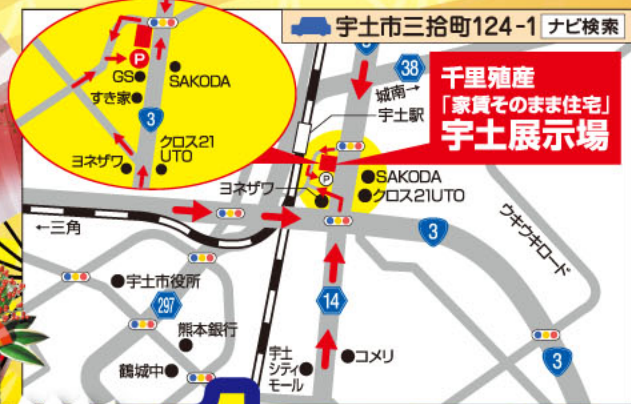 宇土市三拾町124-1 ナビ検索
P
GS
SAKODA
すき家
3
クロス21
UTO
ヨネザワ
38
城南→
宇土駅
千里殖産
「家賃そのまま住宅」
宇土展示場
P
SAKODA
クロス21UTO
ヨネザワ
3
←三角
ウキウキロード
宇土市役所
297
14
熊本銀行
鶴城中
宇土
シティ
モール
コメリ
3